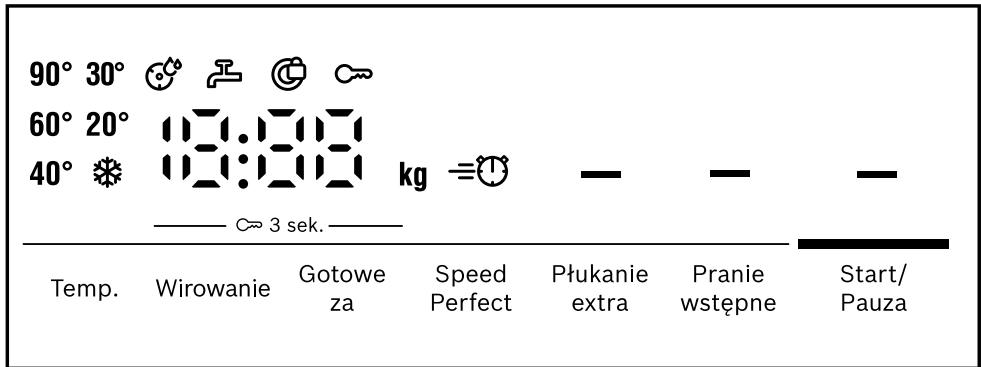 90° 30°
60° 20°
18:88
40°
kg
3 sek.
Temp.
Wirowanie
Gotowe
za
Speed
Perfect
Płukanie
extra
Pranie
wstępne
Start/
Pauza